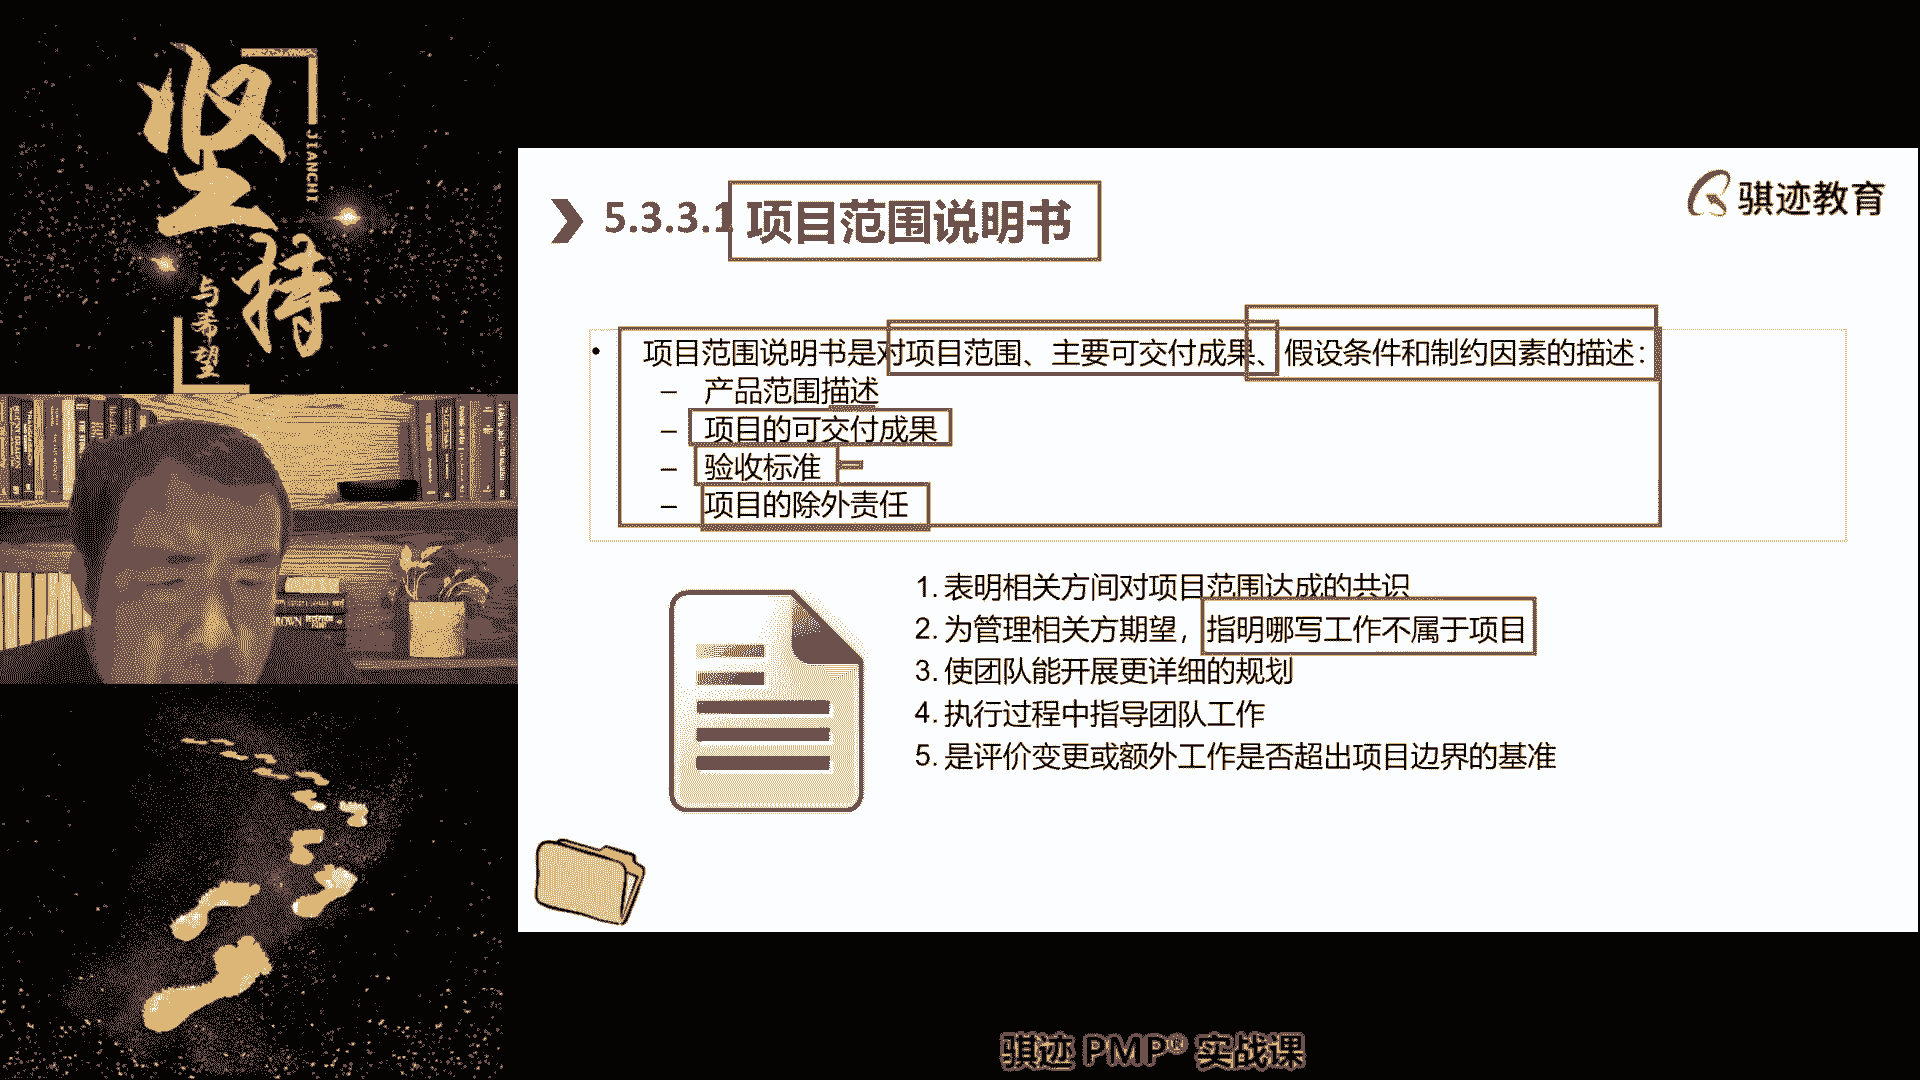 坚持
JIANCHI
与希望
骐迹教育
5.3.3.1 项目范围说明书
• 项目范围说明书是对项目范围、主要可交付成果、假设条件和制约因素的描述：
– 产品范围描述
– 项目的可交付成果
– 验收标准
– 项目的除外责任
1. 表明相关方间对项目范围达成的共识
2. 为管理相关方期望，指明哪写工作不属于项目
3. 使团队能开展更详细的规划
4. 执行过程中指导团队工作
5. 是评价变更或额外工作是否超出项目边界的基准
骐迹 PMP® 实战课